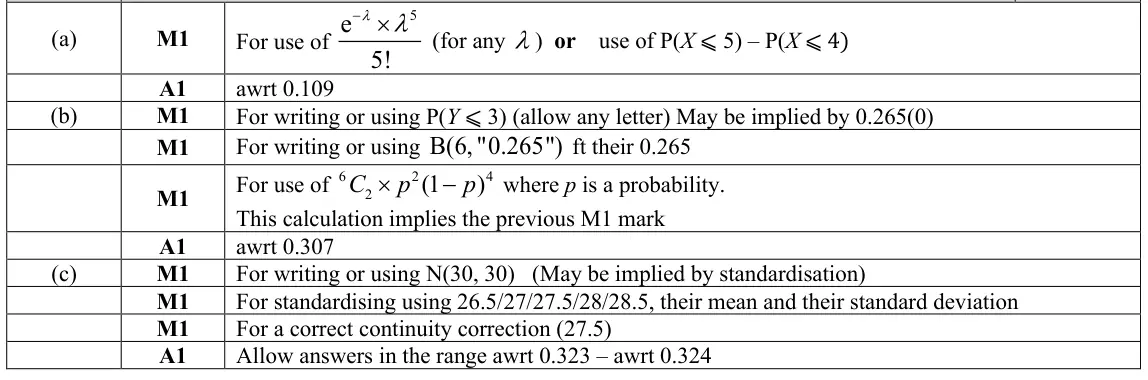 (a) M1 For use of e^{−λ} × λ^5 / 5! (for any λ) or use of P(X ⩽ 5) – P(X ⩽ 4)
A1 awrt 0.109
(b) M1 For writing or using P(Y ⩽ 3) (allow any letter) May be implied by 0.265(0)
M1 For writing or using B(6,"0.265") ft their 0.265
M1 For use of ^6C_2 × p^2(1 − p)^4 where p is a probability.
This calculation implies the previous M1 mark
A1 awrt 0.307
(c) M1 For writing or using N(30, 30) (May be implied by standardisation)
M1 For standardising using 26.5/27/27.5/28/28.5, their mean and their standard deviation
M1 For a correct continuity correction (27.5)
A1 Allow answers in the range awrt 0.323 – awrt 0.324